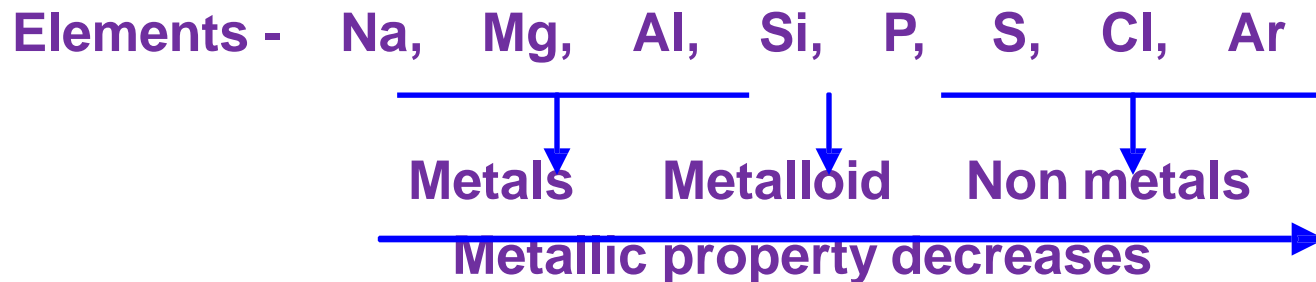 Elements - Na, Mg, Al, Si, P, S, Cl, Ar
Metals Metalloid Non metals
Metallic property decreases